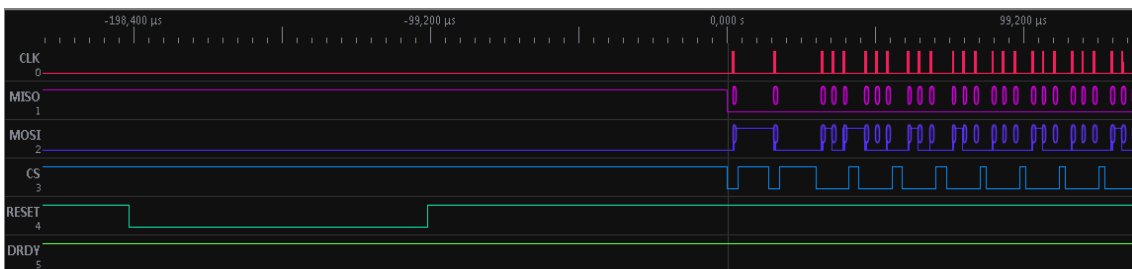 -198,400 µs -99,200 µs 0,000 s 99,200 µs
CLK
0
MISO
1
MOSI
2
CS
3
RESET
4
DRDY
5